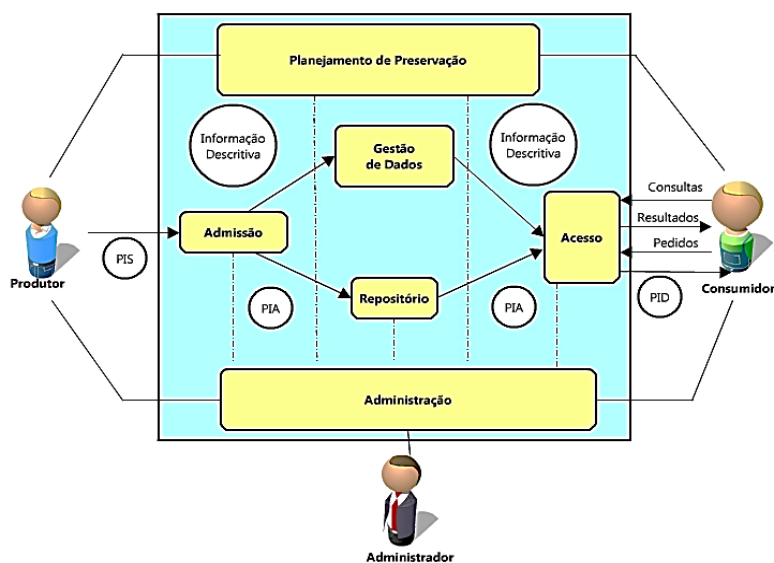 Planejamento de Preservação
Informação
Descritiva
Informação
Descritiva
Gestão
de Dados
Consultas
Admissão
Acesso
Resultados
Pedidos
PIS
Produtor
PIA
Repositório
PIA
PID
Consumidor
Administração
Administrador